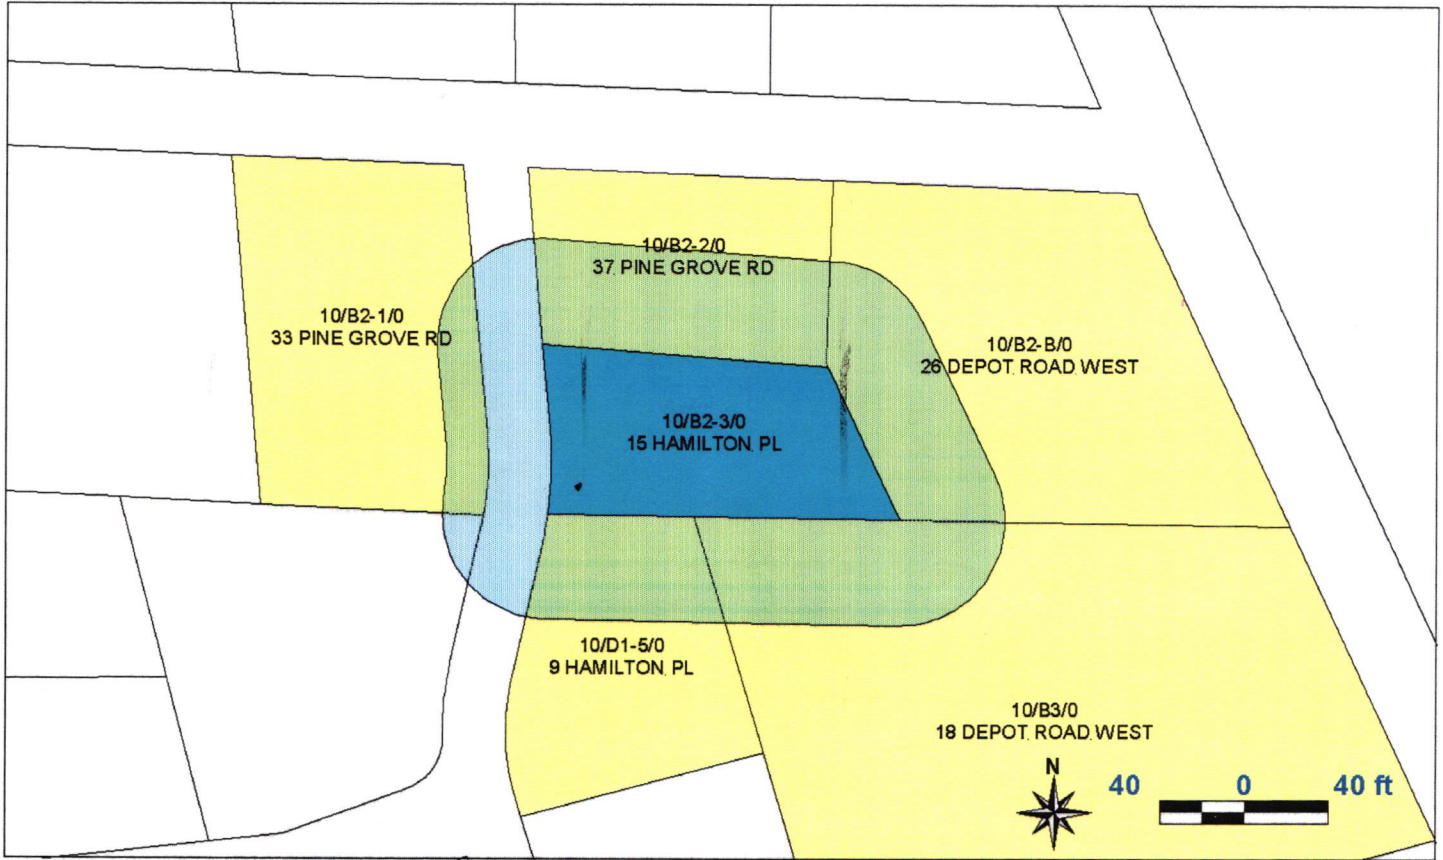 10/B2-2/0
37 PINE GROVE RD
10/B2-1/0
33 PINE GROVE RD
10/B2-B/0
26 DEPOT ROAD WEST
10/B2-3/0
15 HAMILTON PL
10/D1-5/0
9 HAMILTON PL
10/B3/0
18 DEPOT ROAD WEST
N
40 0 40 ft